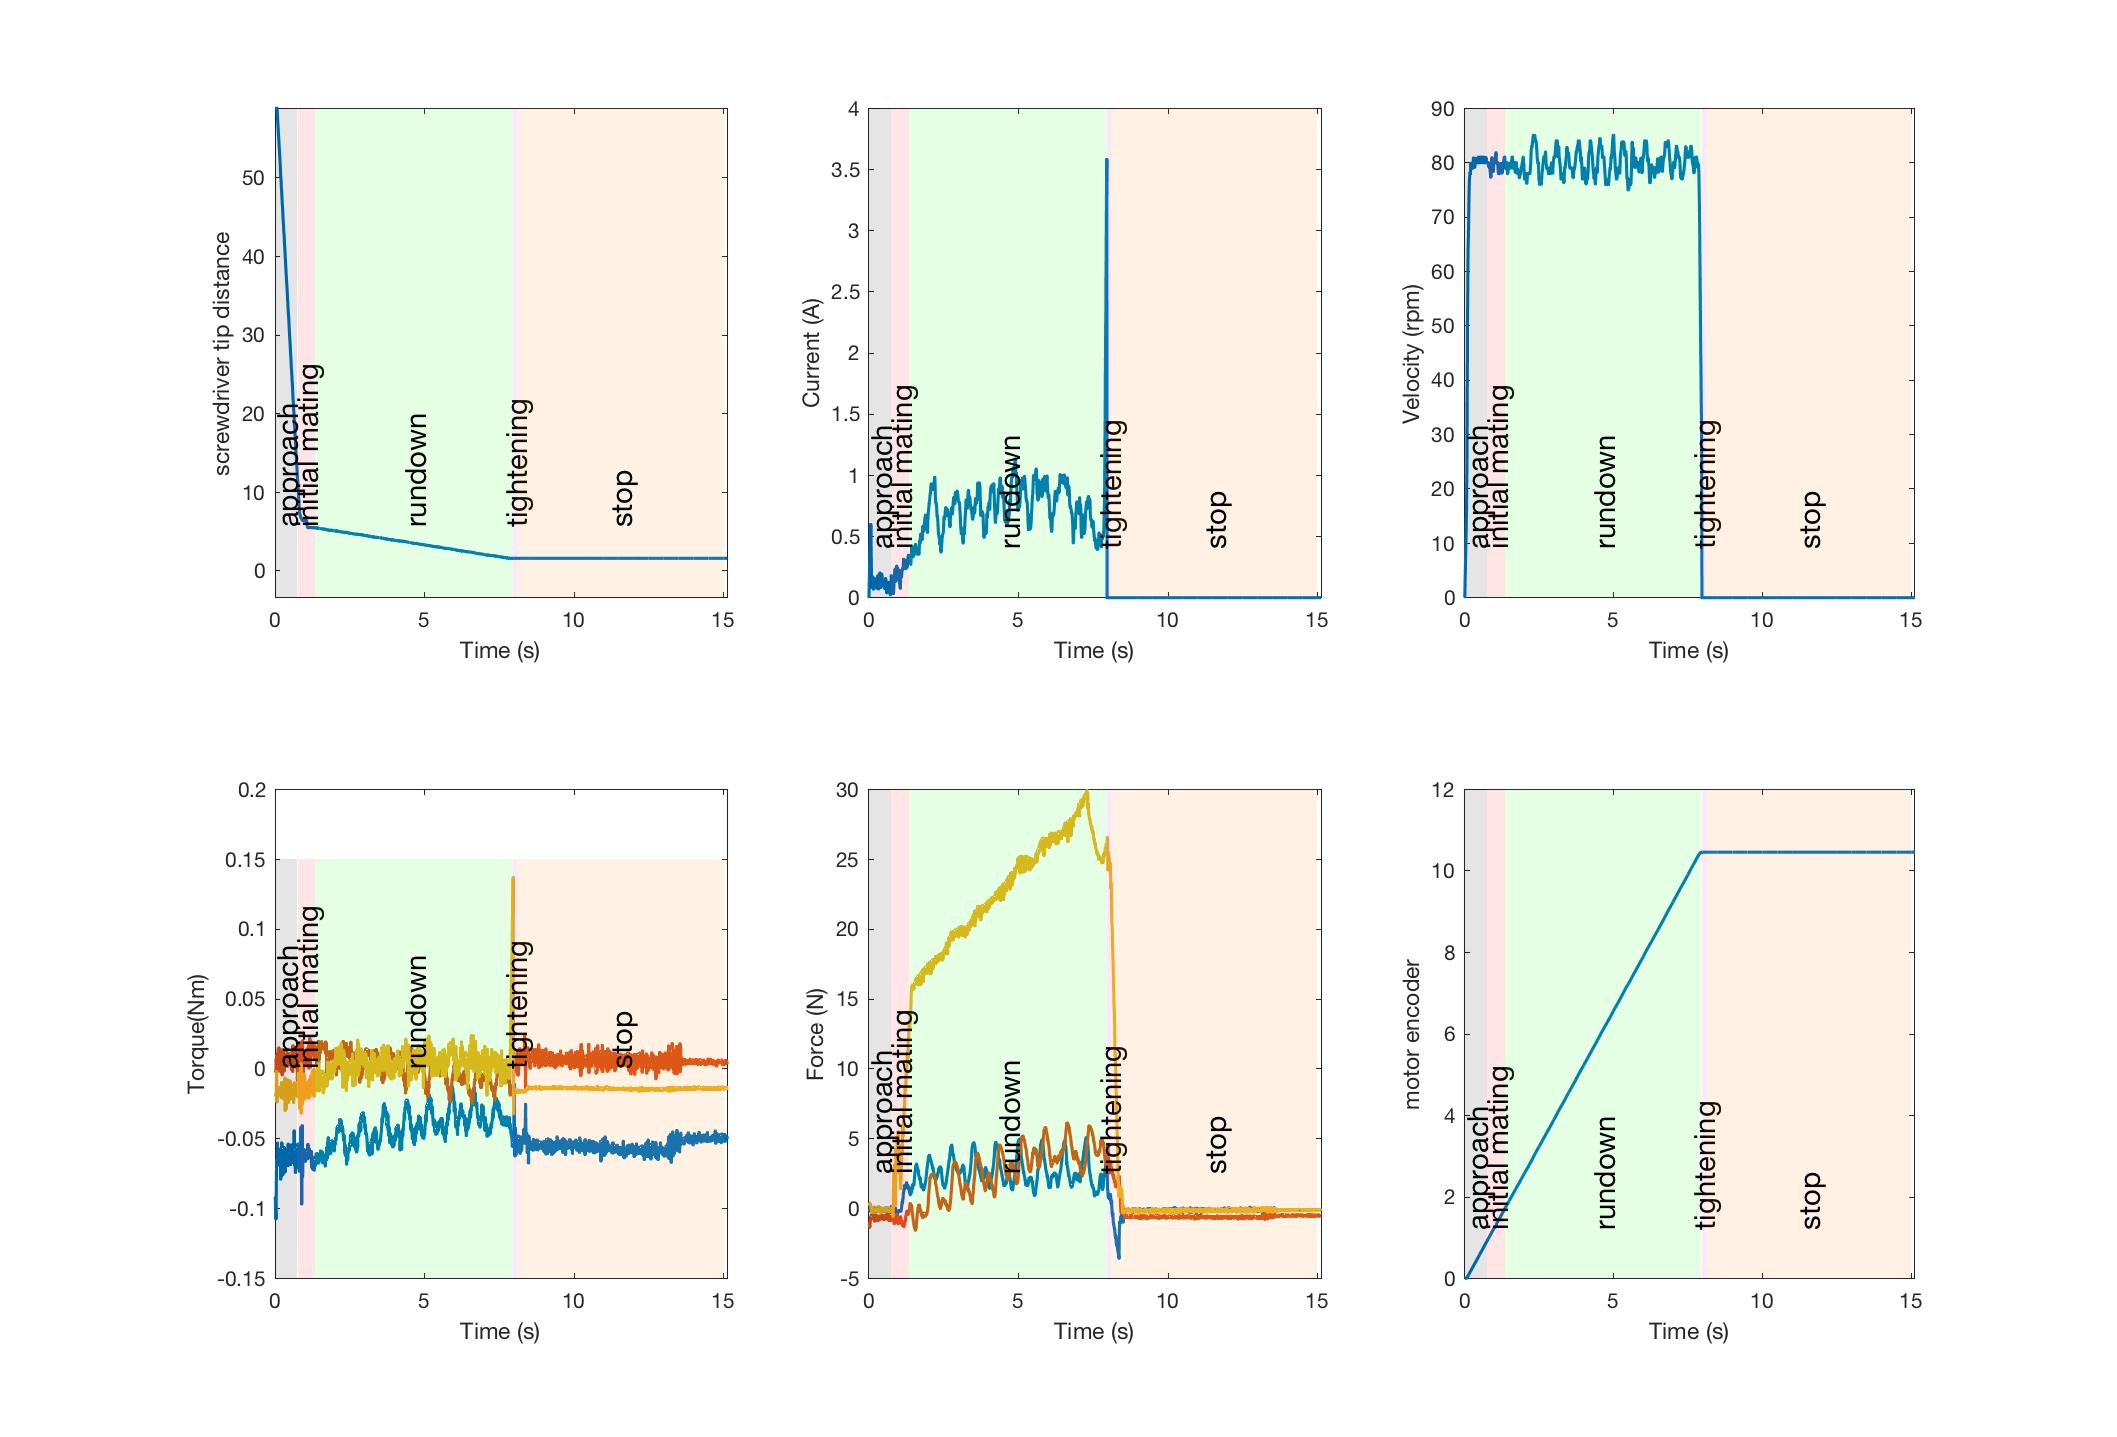 screwdriver tip distance
50
40
30
20
10
0
approach
initial mating
rundown
tightening
stop
0 5 10 15
Time (s)
Current (A)
4
3.5
3
2.5
2
1.5
1
0.5
0
approach
initial mating
rundown
tightening
stop
0 5 10 15
Time (s)
Velocity (rpm)
90
80
70
60
50
40
30
20
10
0
approach
initial mating
rundown
tightening
stop
0 5 10 15
Time (s)
Torque(Nm)
0.2
0.15
0.1
0.05
0
-0.05
-0.1
-0.15
approach
initial mating
rundown
tightening
stop
0 5 10 15
Time (s)
Force (N)
30
25
20
15
10
5
0
-5
approach
initial mating
rundown
tightening
stop
0 5 10 15
Time (s)
motor encoder
12
10
8
6
4
2
0
approach
initial mating
rundown
tightening
stop
0 5 10 15
Time (s)